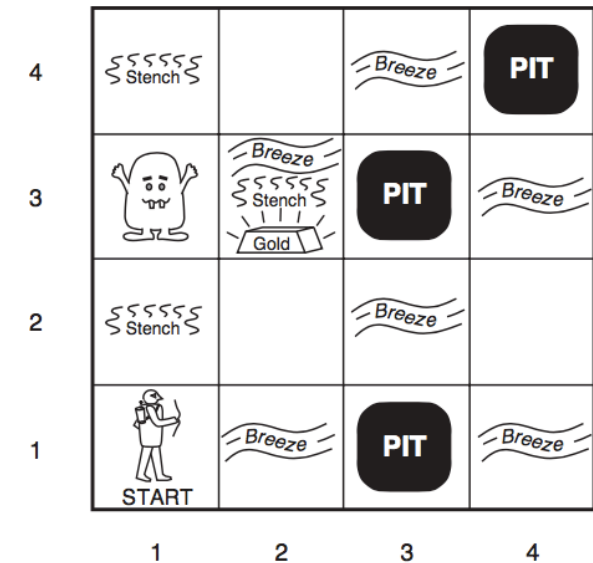 4
Stench
Breeze
PIT
3
Breeze
Stench
Gold
PIT
Breeze
2
Stench
Breeze
1
START
Breeze
PIT
Breeze
1 2 3 4